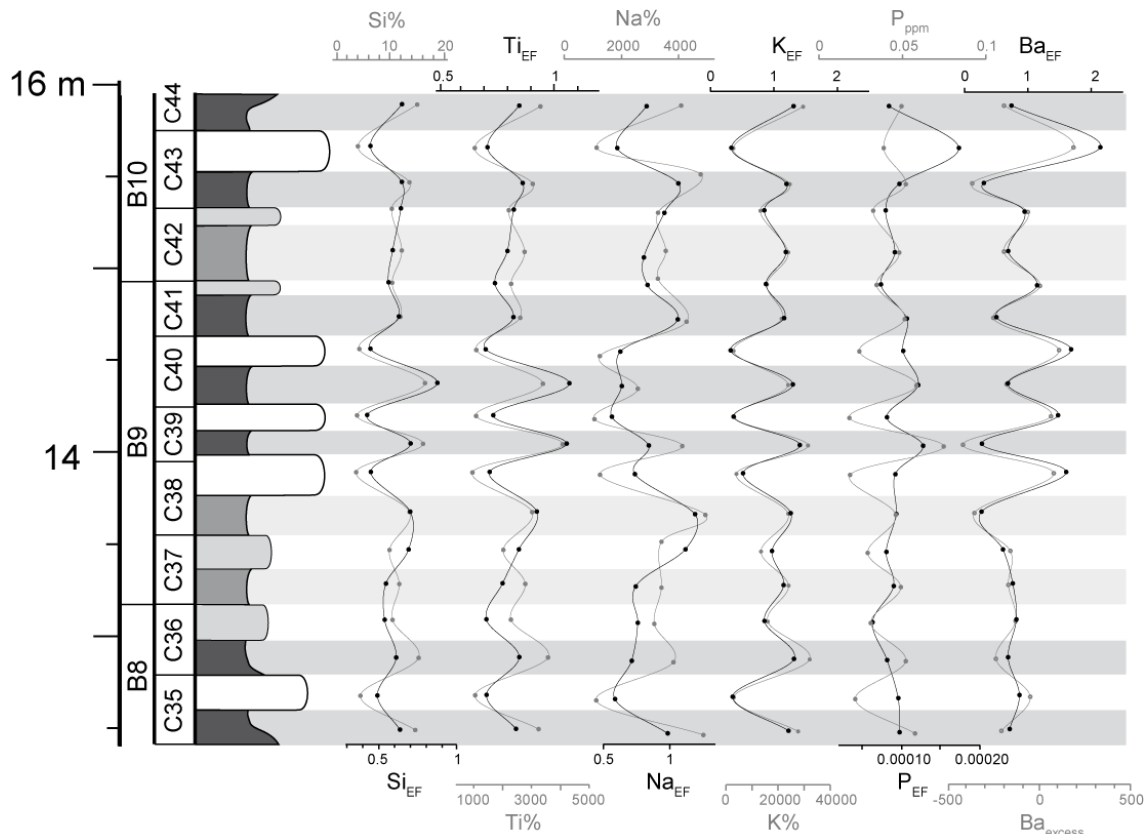 Si% Na% P_ppm
0 10 20 Ti_EF 0 2000 4000 K_EF 0 0.05 0.1 Ba_EF
0.5 1 0 1 2 0 1 2
16 m
14
B10
B9
B8
C44
C43
C42
C41
C40
C39
C38
C37
C36
C35
0.5 1 0.5 1 0.00010 0.00020
Si_EF 1000 3000 5000 Na_EF 0 20000 40000 P_EF -500 0 500
Ti% K% Ba_excess